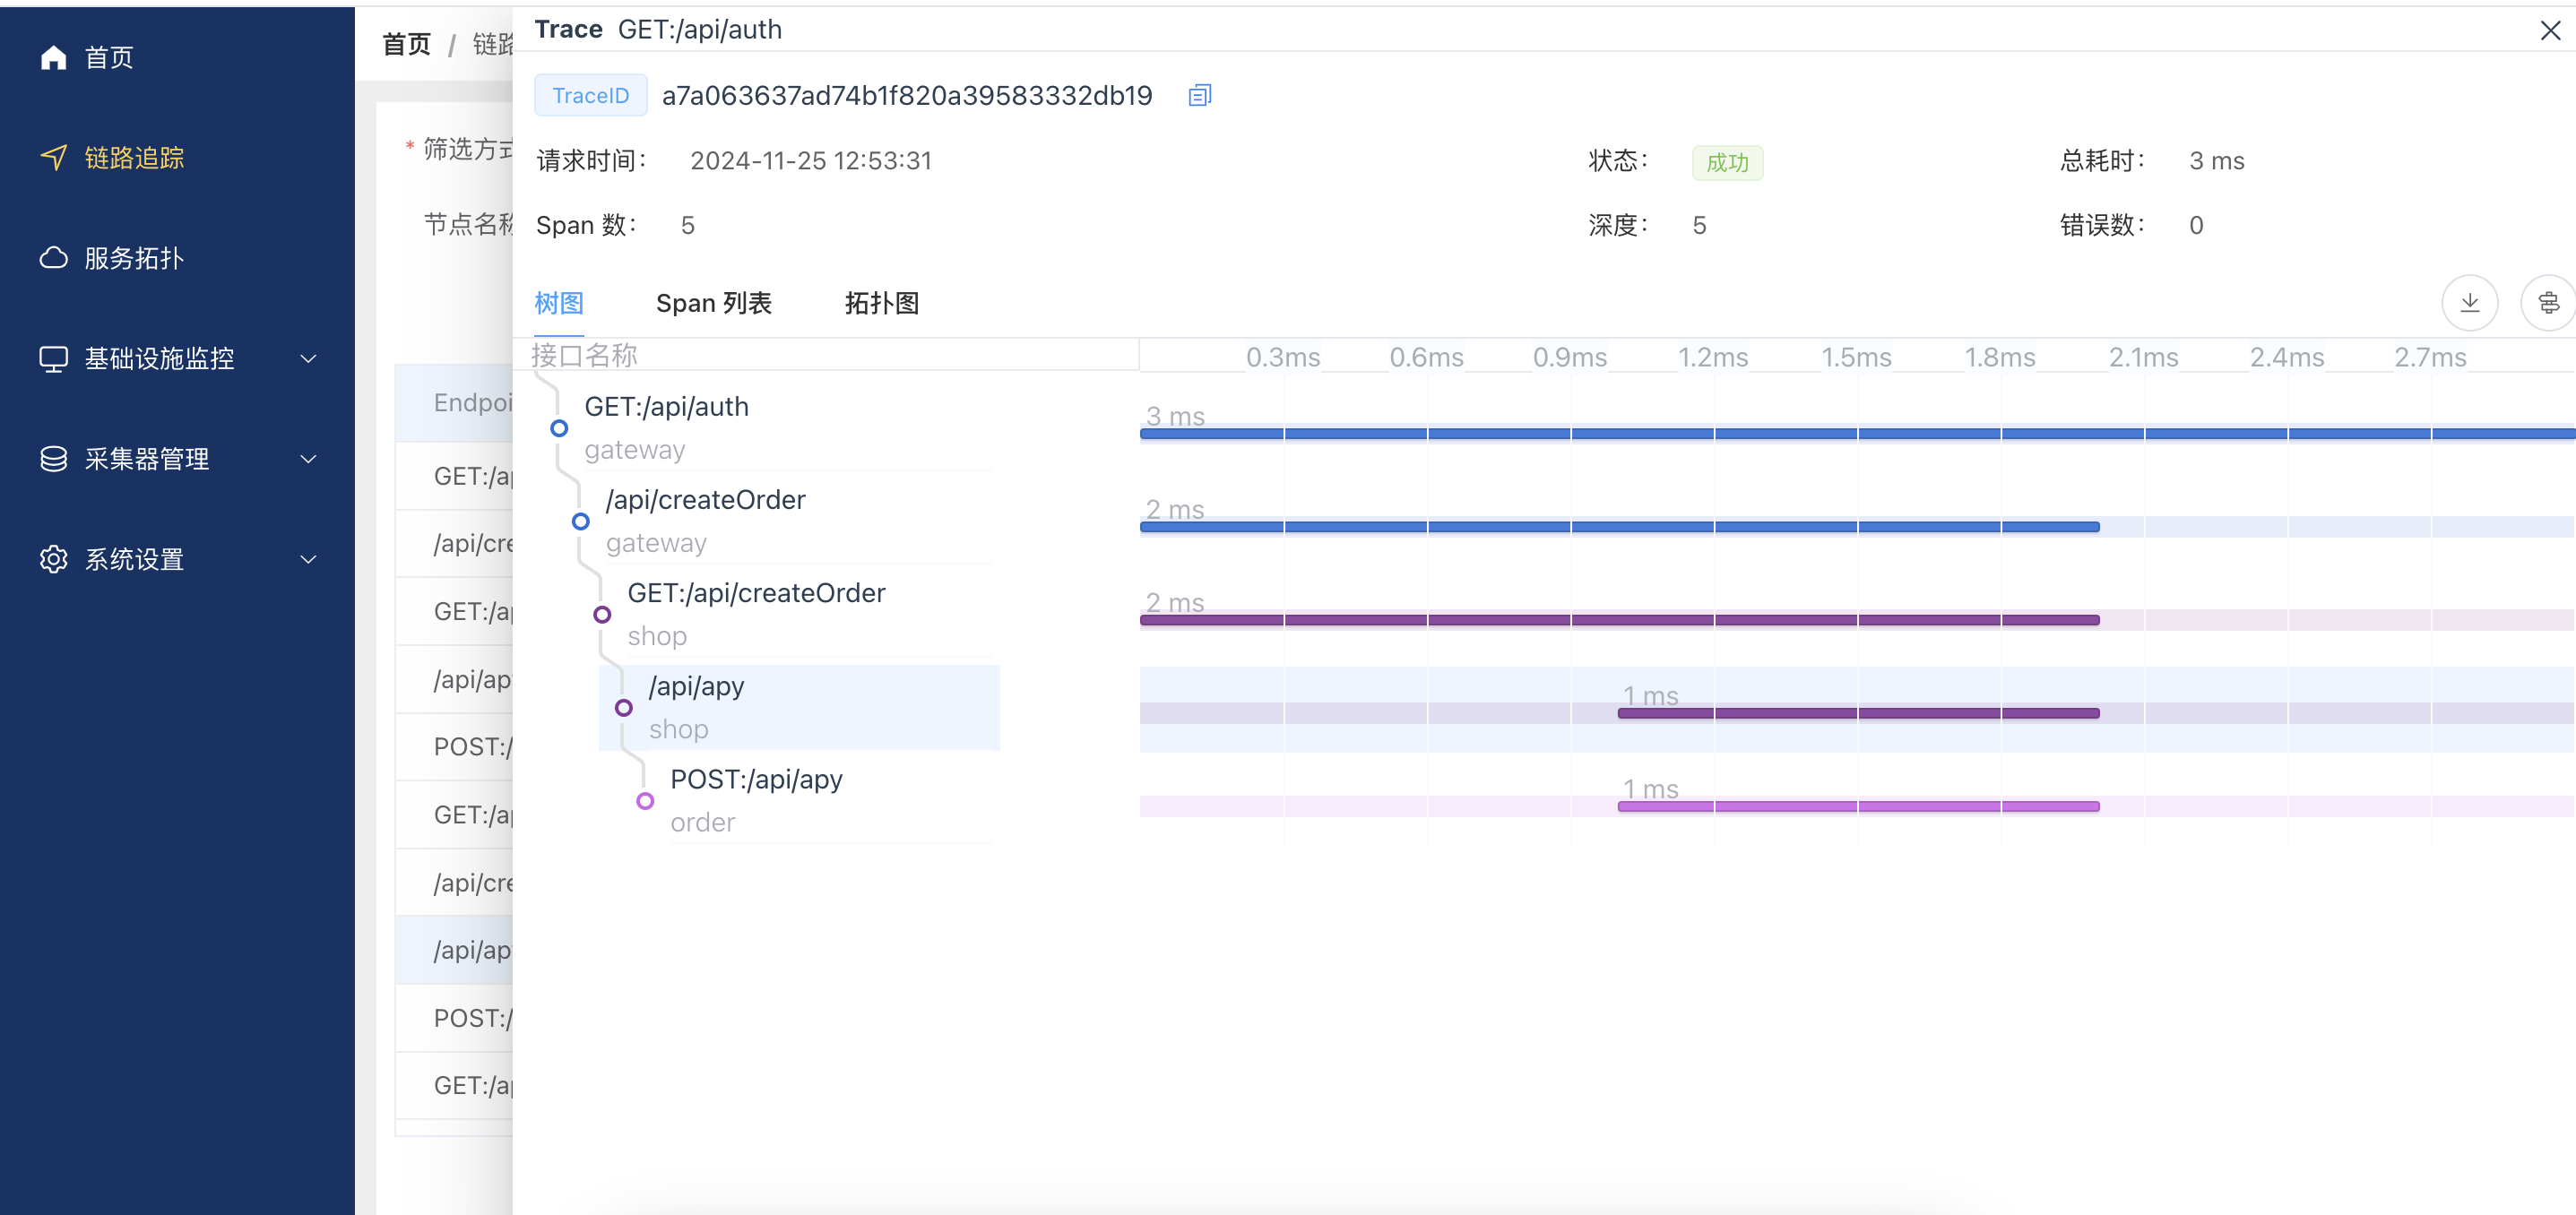 首页
链路追踪
服务拓扑
基础设施监控
采集器管理
系统设置
首页 / 链路
* 筛选方式
节点名称
Endpoi
GET:/ap
/api/cre
GET:/ap
/api/ap
POST:/
GET:/ap
/api/cre
/api/ap
POST:/
GET:/ap
Trace GET:/api/auth
TraceID a7a063637ad74b1f820a39583332db19
请求时间: 2024-11-25 12:53:31 状态: 成功 总耗时: 3 ms
Span 数: 5 深度: 5 错误数: 0
树图 Span 列表 拓扑图
接口名称 0.3ms 0.6ms 0.9ms 1.2ms 1.5ms 1.8ms 2.1ms 2.4ms 2.7ms
GET:/api/auth 3 ms
gateway
/api/createOrder 2 ms
gateway
GET:/api/createOrder 2 ms
shop
/api/apy 1 ms
shop
POST:/api/apy 1 ms
order